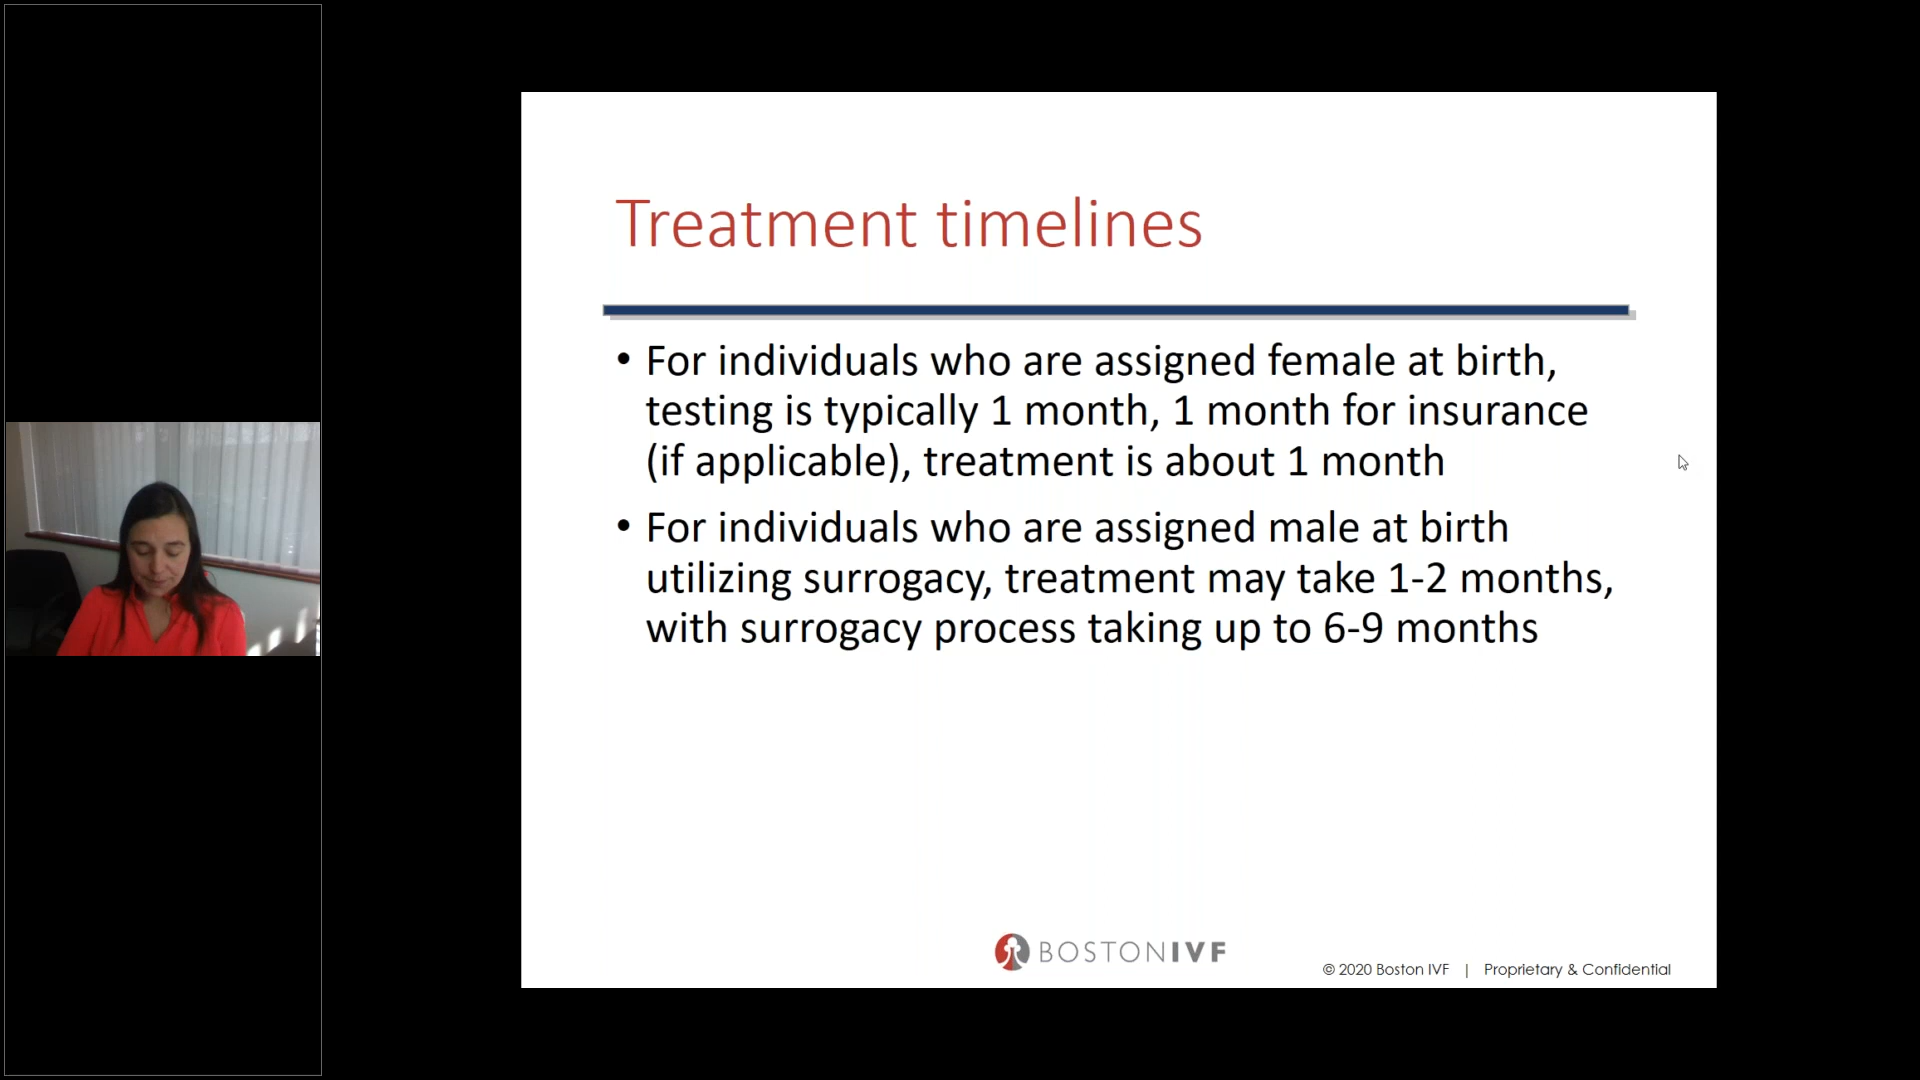 Treatment timelines
• For individuals who are assigned female at birth,
testing is typically 1 month, 1 month for insurance
(if applicable), treatment is about 1 month
• For individuals who are assigned male at birth
utilizing surrogacy, treatment may take 1-2 months,
with surrogacy process taking up to 6-9 months
BOSTONIVF
© 2020 Boston IVF | Proprietary & Confidential